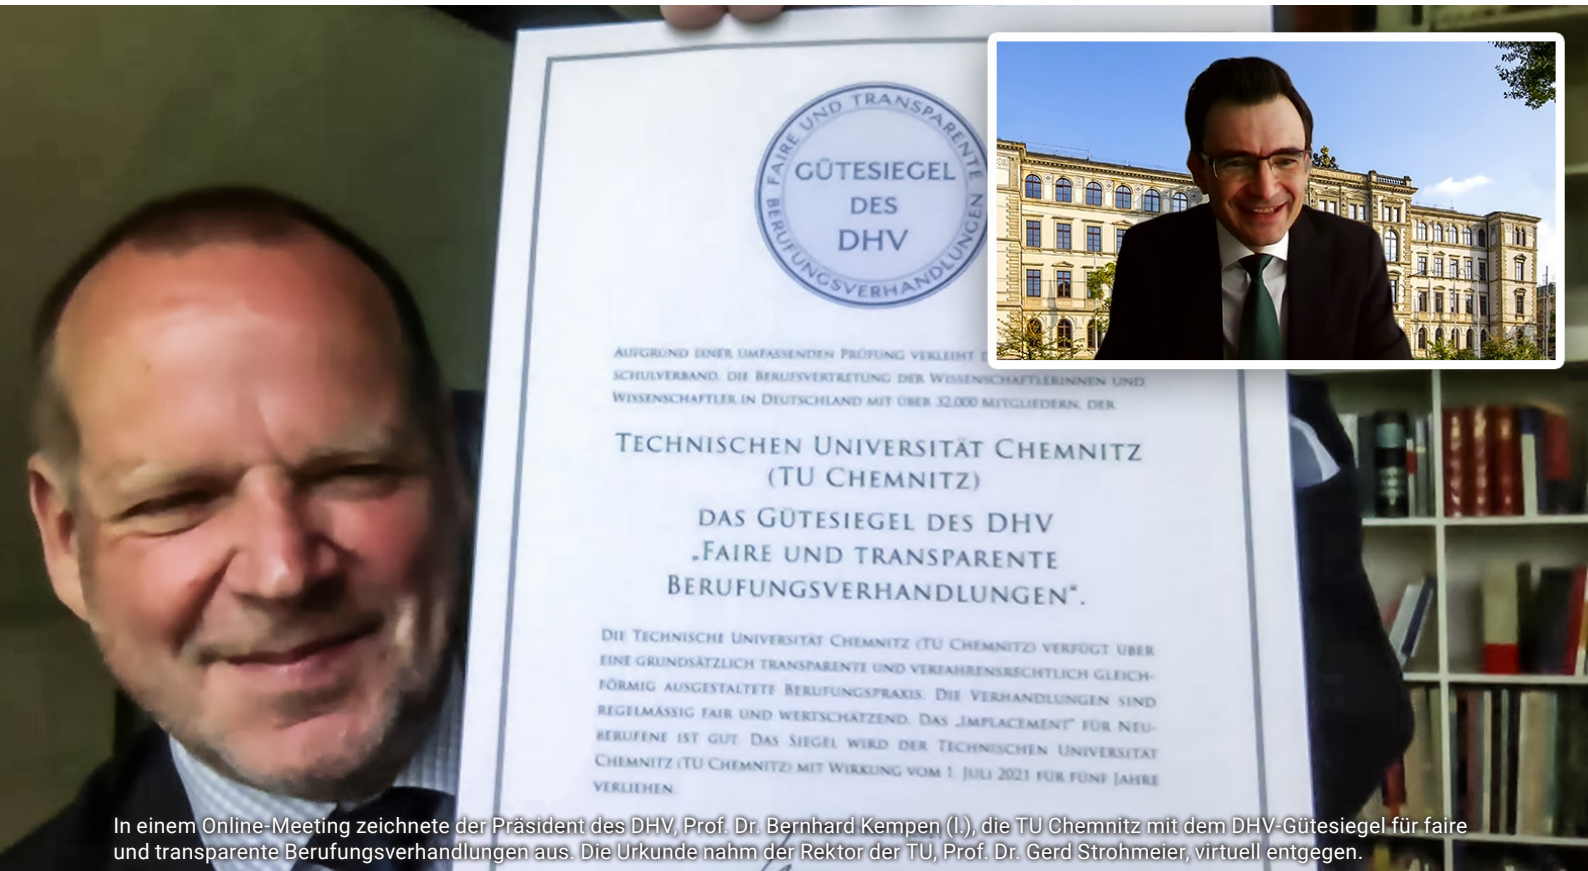 FAIRE UND TRANSPARENTE
BERUFUNGSVERHANDLUNGEN
GÜTESIEGEL
DES
DHV
AUFGRUND EINER UMFASSENDEN PRÜFUNG VERLEIHT
SCHULVERBAND, DIE BERUFSVERTRETUNG DER WISSENSCHAFTLERINNEN UND
WISSENSCHAFTLER IN DEUTSCHLAND MIT ÜBER 32.000 MITGLIEDERN, DER
TECHNISCHEN UNIVERSITÄT CHEMNITZ
(TU CHEMNITZ)
DAS GÜTESIEGEL DES DHV
„FAIRE UND TRANSPARENTE
BERUFUNGSVERHANDLUNGEN“.
DIE TECHNISCHE UNIVERSITÄT CHEMNITZ (TU CHEMNITZ) VERFÜGT ÜBER
EINE GRUNDSÄTZLICH TRANSPARENTE UND VERFAHRENSRECHTLICH GLEICH-
FÖRMIG AUSGESTALTETE BERUFUNGSPRAXIS. DIE VERHANDLUNGEN SIND
REGELMÄSSIG FAIR UND WERTSCHÄTZEND. DAS „IMPLACEMENT“ FÜR NEU-
BERUFENE IST GUT. DAS SIEGEL WIRD DER TECHNISCHEN UNIVERSITÄT
CHEMNITZ (TU CHEMNITZ) MIT WIRKUNG VOM 1. JULI 2021 FÜR FÜNF JAHRE
VERLIEHEN.
In einem Online-Meeting zeichnete der Präsident des DHV, Prof. Dr. Bernhard Kempen (l.), die TU Chemnitz mit dem DHV-Gütesiegel für faire
und transparente Berufungsverhandlungen aus. Die Urkunde nahm der Rektor der TU, Prof. Dr. Gerd Strohmeier, virtuell entgegen.